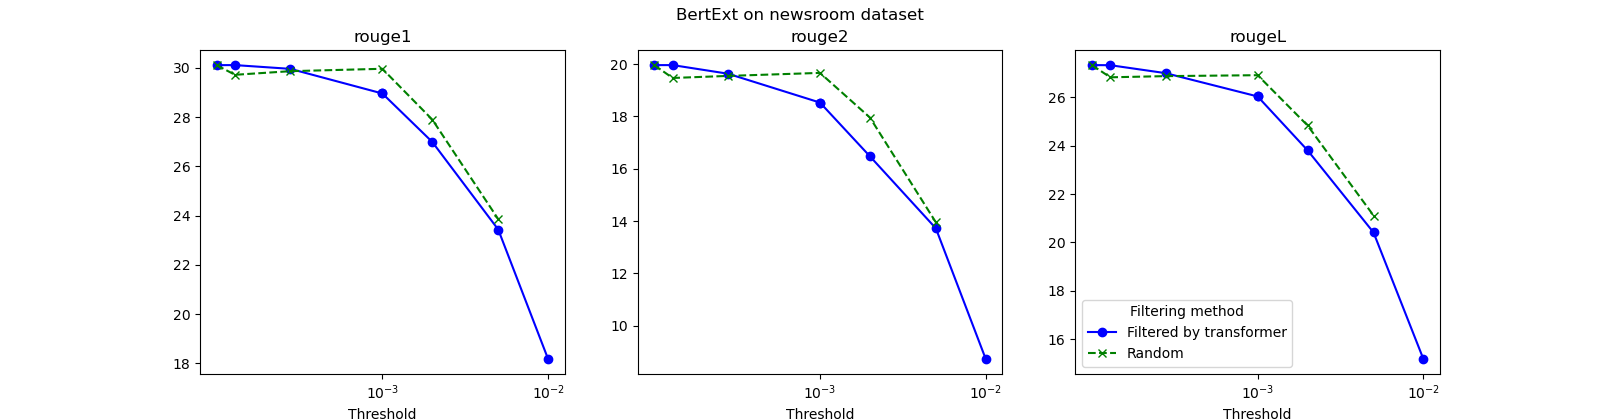 BertExt on newsroom dataset
rouge1
30
28
26
24
22
20
18
10⁻³
10⁻²
Threshold
rouge2
20
18
16
14
12
10
10⁻³
10⁻²
Threshold
rougeL
26
24
22
20
18
16
Filtering method
Filtered by transformer
Random
10⁻³
10⁻²
Threshold